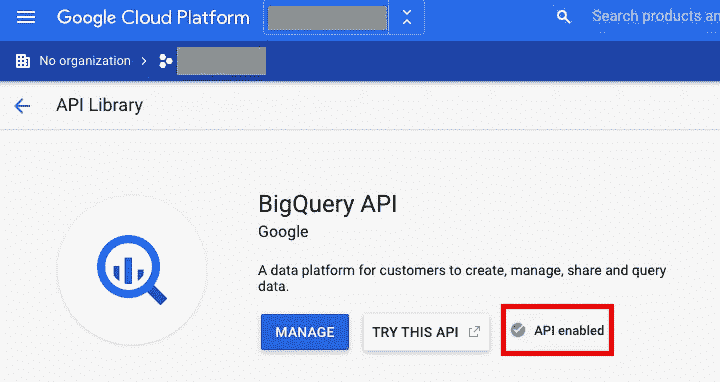 Google Cloud Platform
Search products an
No organization
API Library
BigQuery API
Google
A data platform for customers to create, manage, share and query
data.
MANAGE
TRY THIS API
API enabled